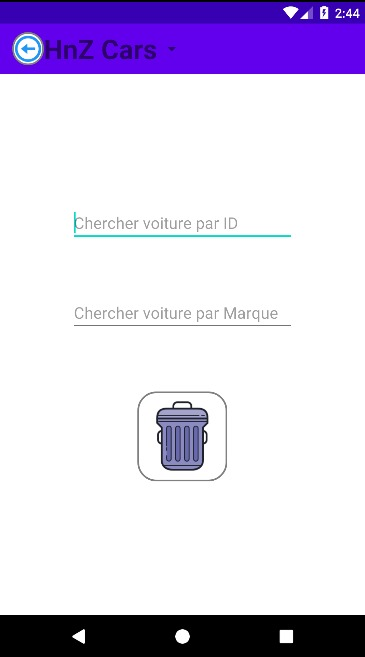 2:44
HnZ Cars
Chercher voiture par ID
Chercher voiture par Marque